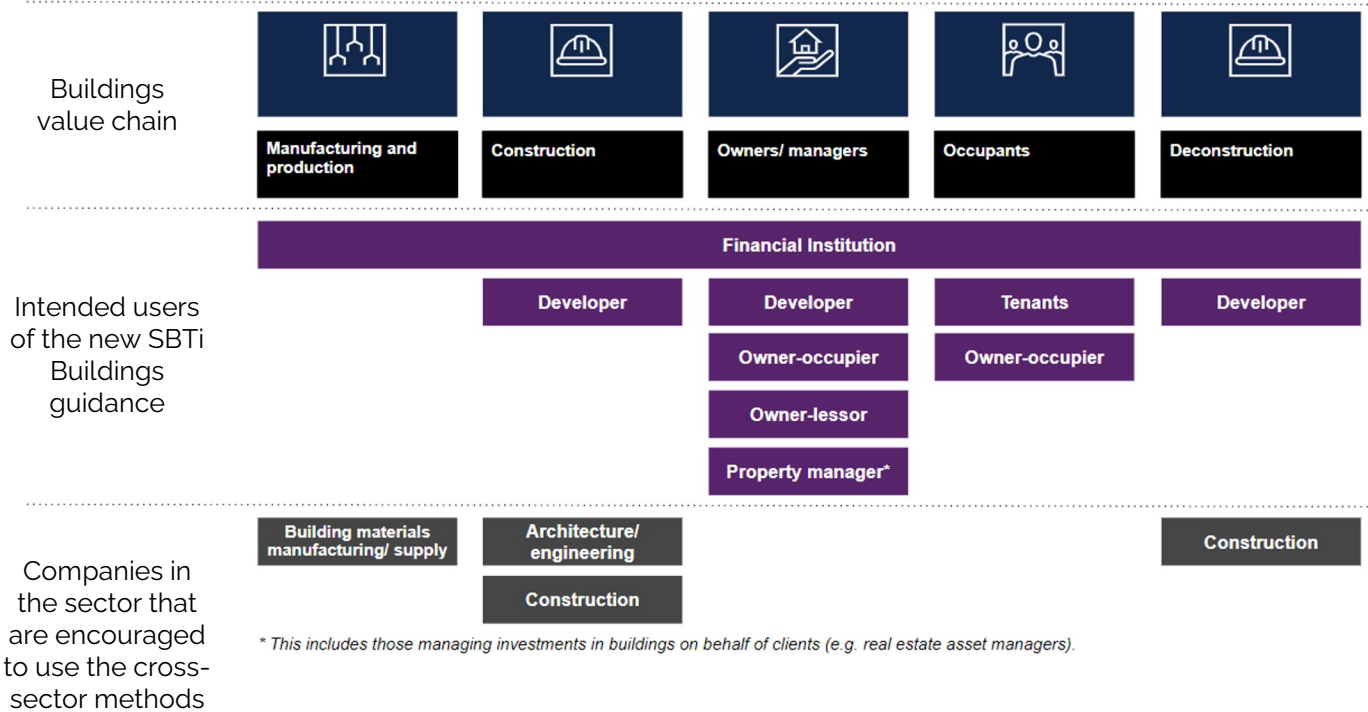 Buildings
value chain
Manufacturing and
production
Construction
Owners/ managers
Occupants
Deconstruction
Intended users
of the new SBTi
Buildings
guidance
Financial Institution
Developer
Developer
Tenants
Developer
Owner-occupier
Owner-occupier
Owner-lessor
Property manager*
Companies in
the sector that
are encouraged
to use the cross-
sector methods
Building materials
manufacturing/ supply
Architecture/
engineering
Construction
Construction
* This includes those managing investments in buildings on behalf of clients (e.g. real estate asset managers).